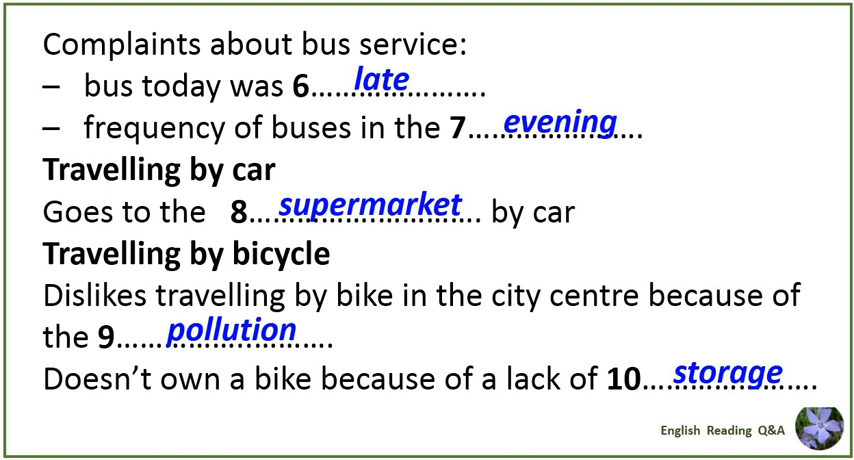 Complaints about bus service:
– bus today was 6…late….
– frequency of buses in the 7…evening….
Travelling by car
Goes to the 8…supermarket…. by car
Travelling by bicycle
Dislikes travelling by bike in the city centre because of
the 9…pollution….
Doesn't own a bike because of a lack of 10…storage….
English Reading Q&A